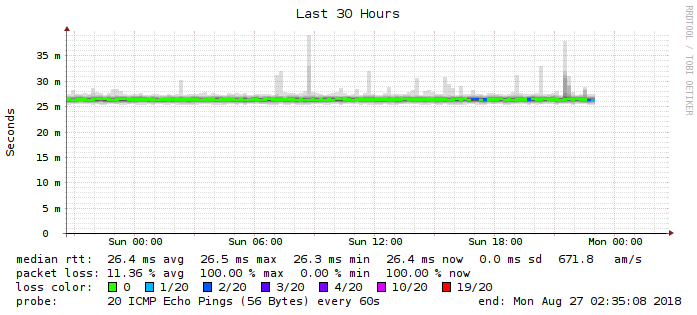 Last 30 Hours
RRDTOOL / TOBI OETIKER
Seconds
35 m
30 m
25 m
20 m
15 m
10 m
5 m
0
Sun 00:00 Sun 06:00 Sun 12:00 Sun 18:00 Mon 00:00
median rtt: 26.4 ms avg 26.5 ms max 26.3 ms min 26.4 ms now 0.0 ms sd 671.8 am/s
packet loss: 11.36 % avg 100.00 % max 0.00 % min 100.00 % now
loss color: 0 1/20 2/20 3/20 4/20 10/20 19/20
probe: 20 ICMP Echo Pings (56 Bytes) every 60s end: Mon Aug 27 02:35:08 2018